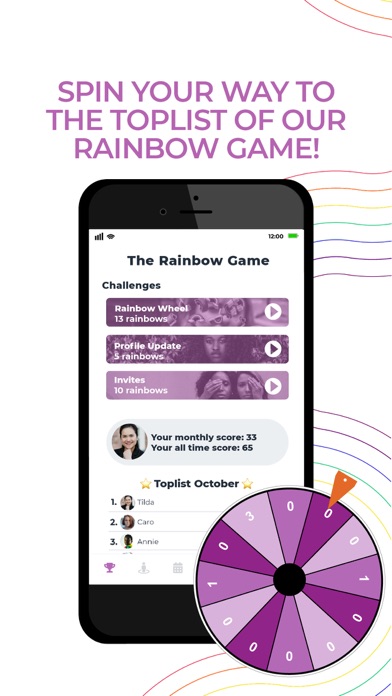 SPIN YOUR WAY TO
THE TOPLIST OF OUR
RAINBOW GAME!
12:00
The Rainbow Game
Challenges
Rainbow Wheel
13 rainbows
Profile Update
5 rainbows
Invites
10 rainbows
Your monthly score: 33
Your all time score: 65
⭐Toplist October⭐
1. Tilda
2. Caro
3. Annie
3
0
0
0
1
0
0
0
0
0
1
0